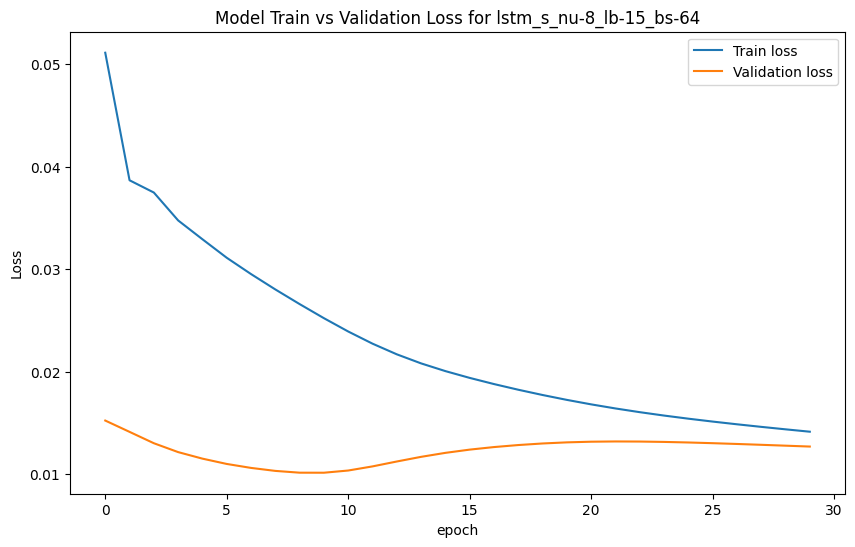 Model Train vs Validation Loss for lstm_s_nu-8_lb-15_bs-64
Train loss
Validation loss
0.05
0.04
0.03
0.02
0.01
Loss
0
5
10
15
20
25
30
epoch